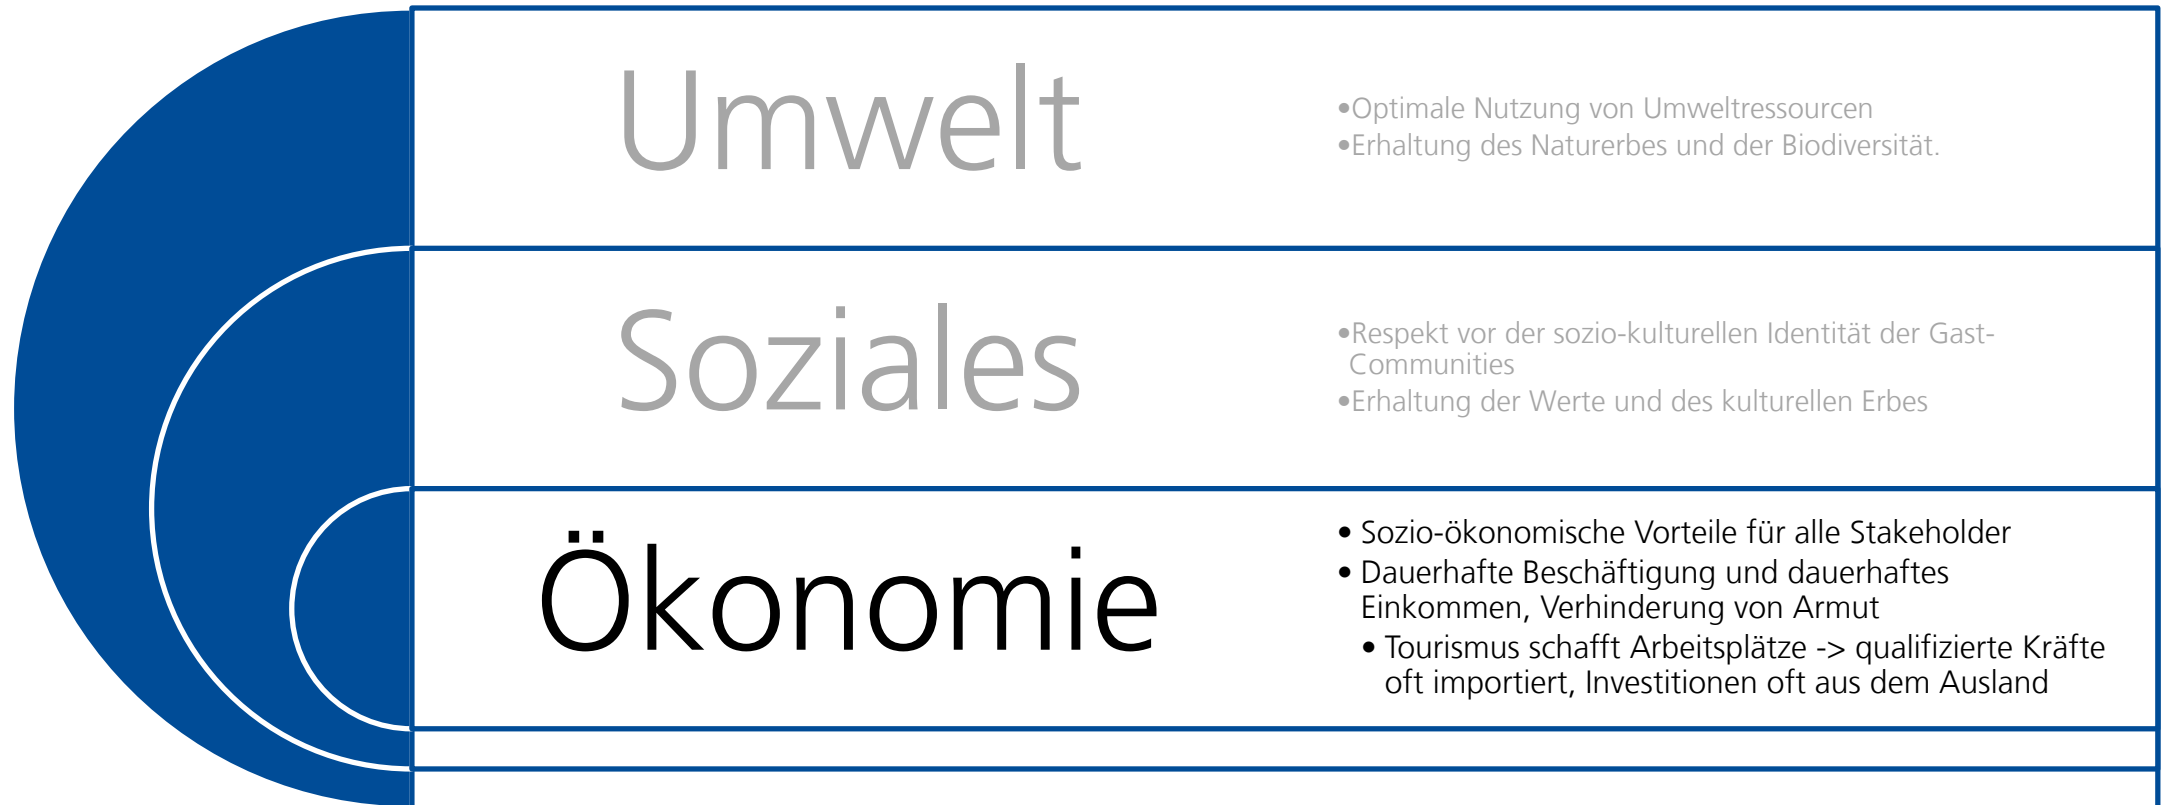 Umwelt
•Optimale Nutzung von Umweltressourcen
•Erhaltung des Naturerbes und der Biodiversität.
Soziales
•Respekt vor der sozio-kulturellen Identität der Gast-
Communities
•Erhaltung der Werte und des kulturellen Erbes
Ökonomie
• Sozio-ökonomische Vorteile für alle Stakeholder
• Dauerhafte Beschäftigung und dauerhaftes
Einkommen, Verhinderung von Armut
• Tourismus schafft Arbeitsplätze -> qualifizierte Kräfte
oft importiert, Investitionen oft aus dem Ausland